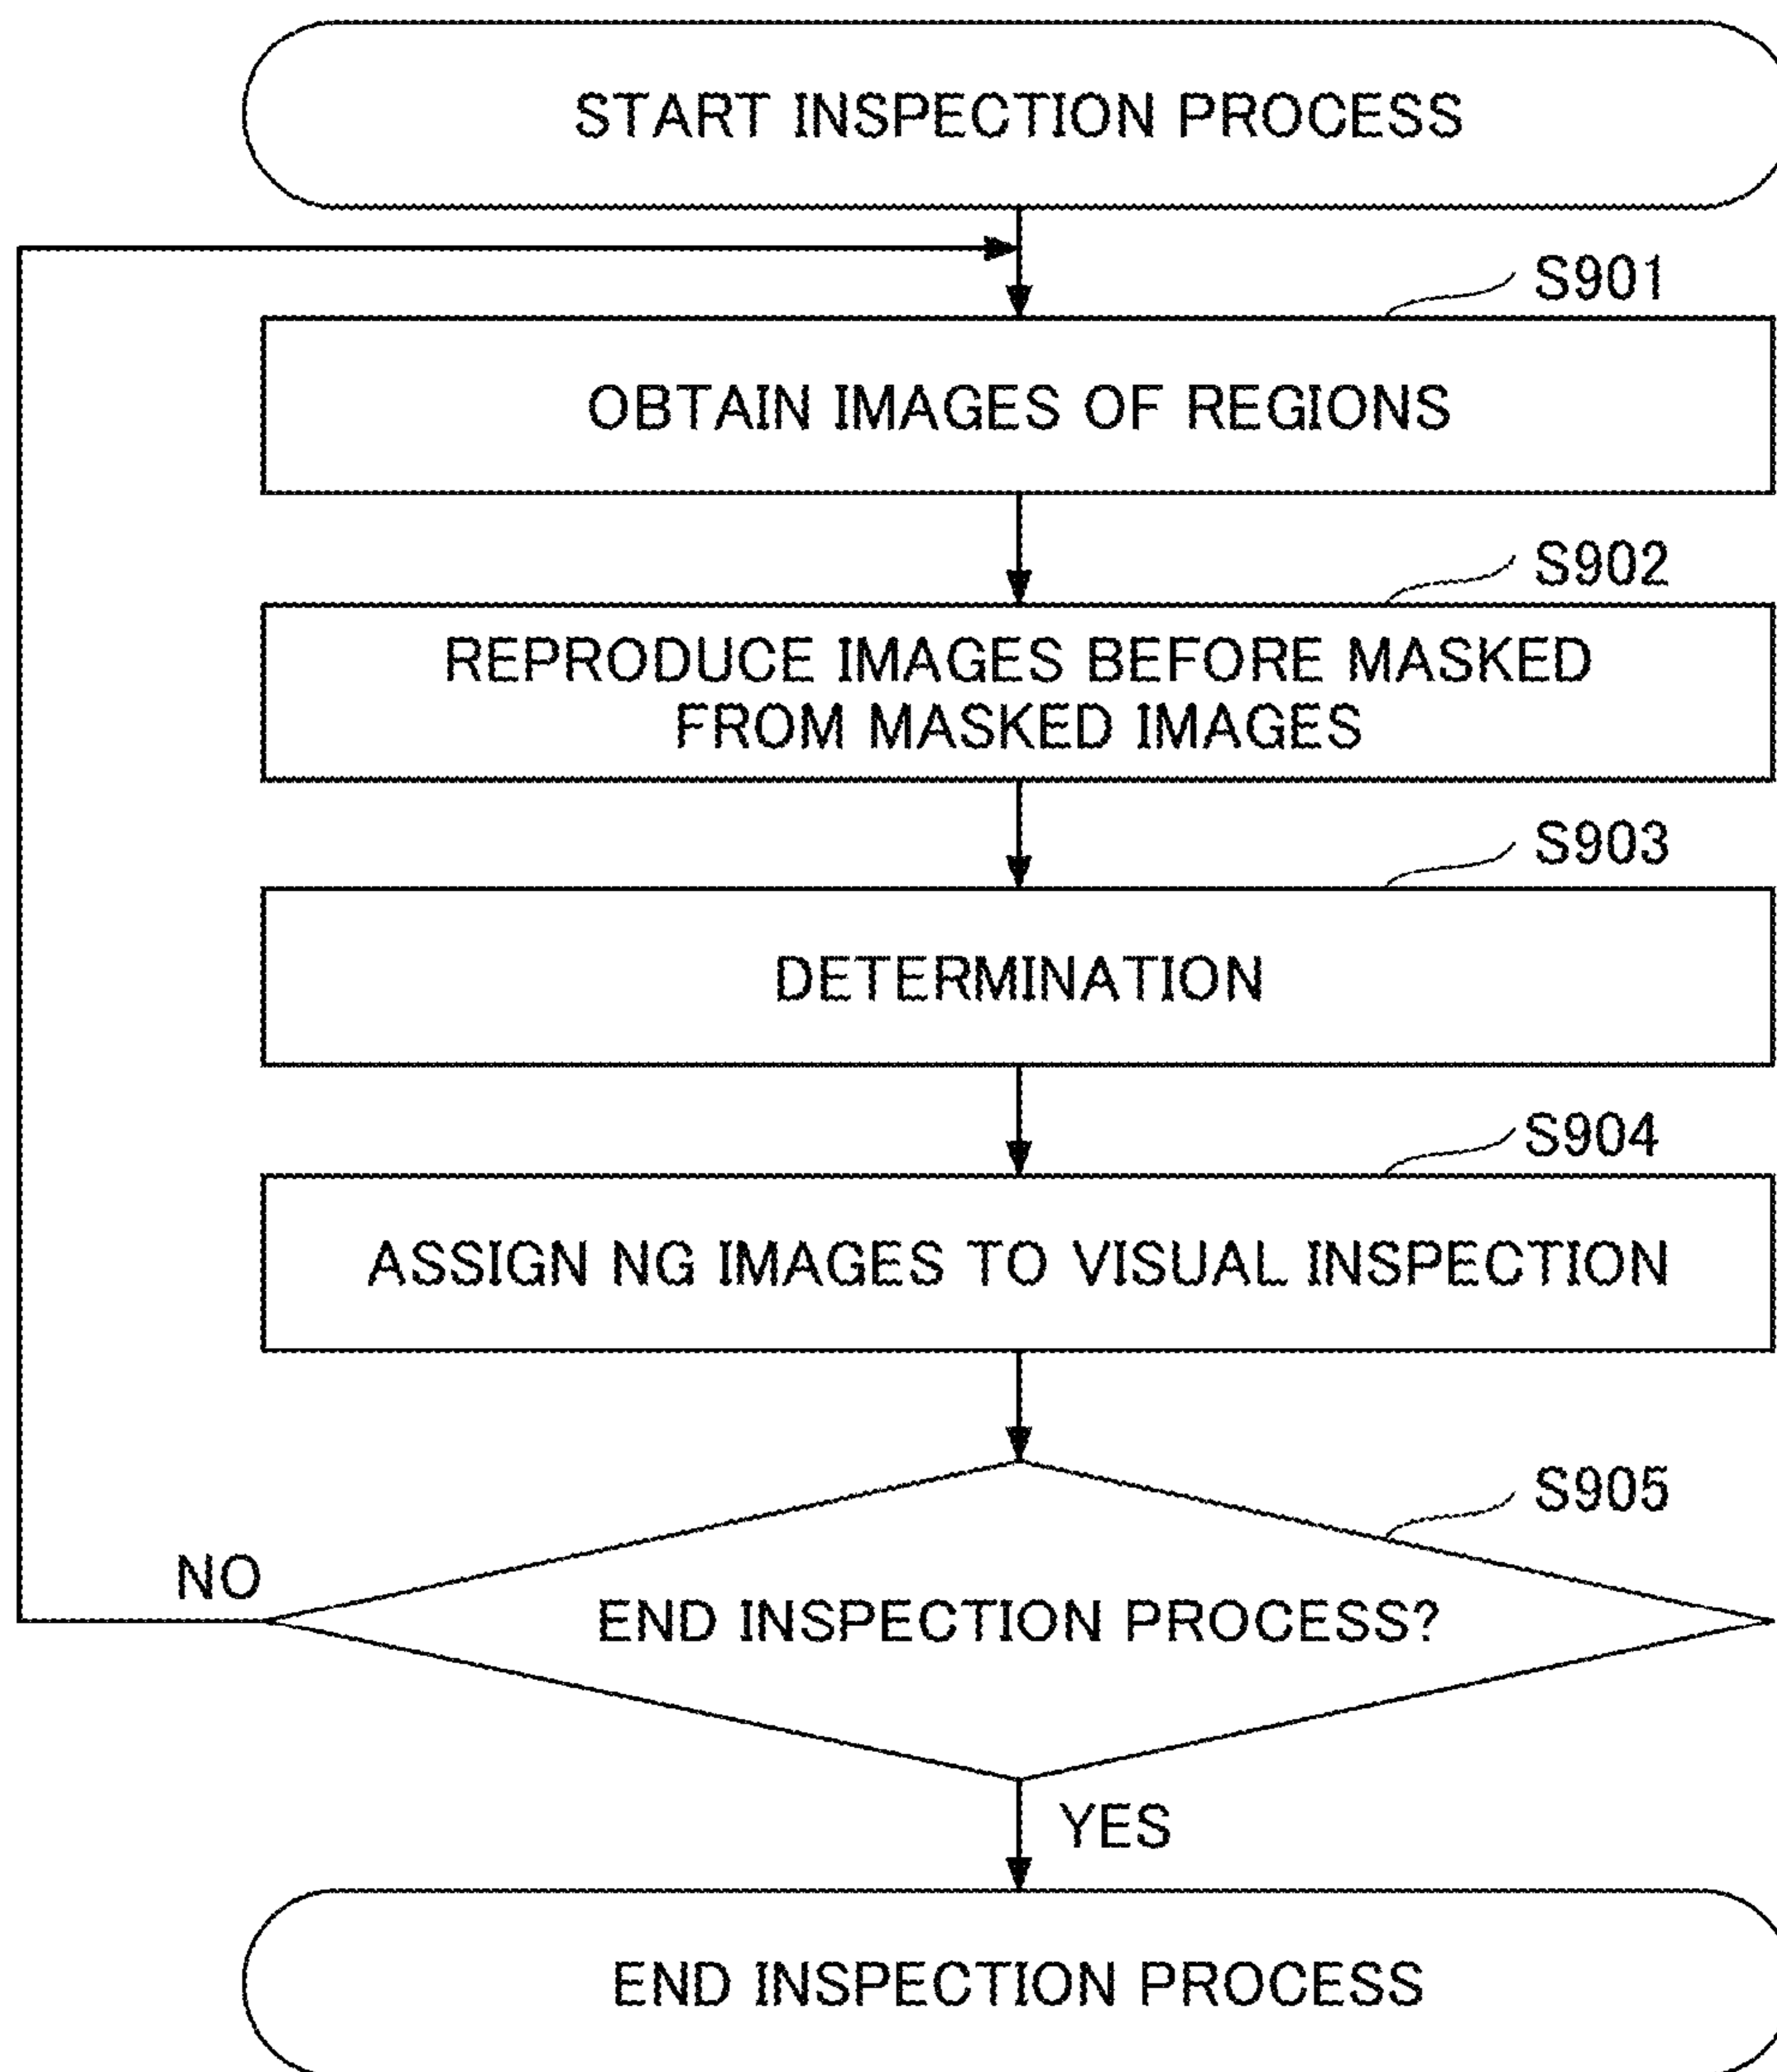 START INSPECTION PROCESS
S901
OBTAIN IMAGES OF REGIONS
S902
REPRODUCE IMAGES BEFORE MASKED
FROM MASKED IMAGES
S903
DETERMINATION
S904
ASSIGN NG IMAGES TO VISUAL INSPECTION
S905
NO
END INSPECTION PROCESS?
YES
END INSPECTION PROCESS